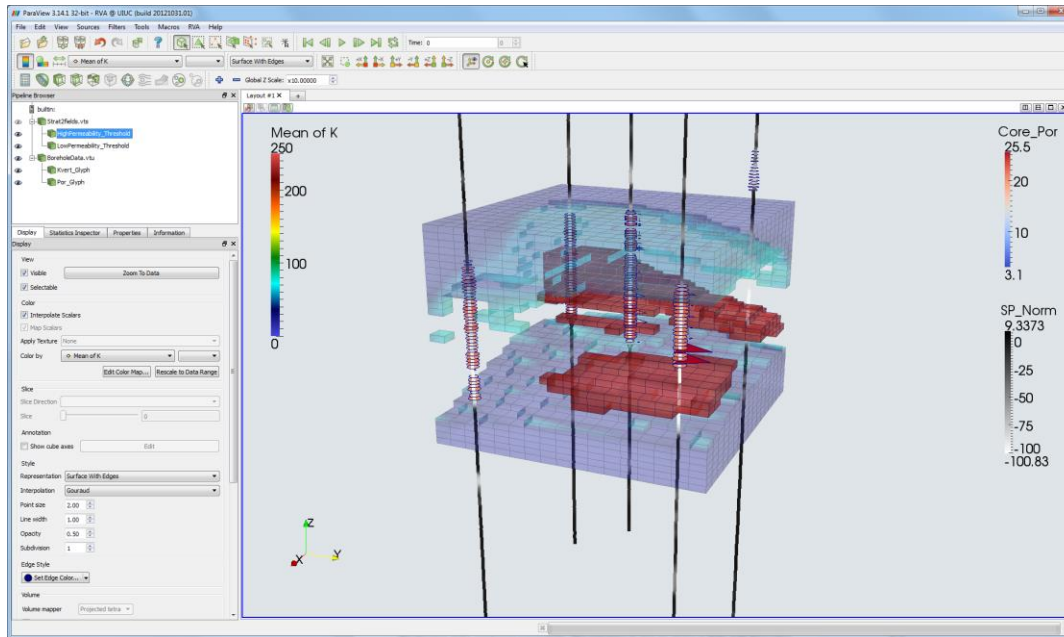 ParaView 3.14.1 32-bit - RVA @ UIUC (build 20121031.01)
File Edit View Sources Filters Tools Macros RVA Help
Time: 0 0
Mean of K Surface With Edges
Global Z Scale: x10.00000
Pipeline Browser
Layout #1
builtin:
Strat2fields.vts
HighPermeability_Threshold
LowPermeability_Threshold
BoreholeData.vtu
Kvert_Glyph
Por_Glyph
Display Statistics Inspector Properties Information
Display
View
Visible Zoom To Data
Selectable
Color
Interpolate Scalars
Map Scalars
Apply Texture None
Color by Mean of K
Edit Color Map... Rescale to Data Range
Slice
Slice Direction
Slice 0
Annotation
Show cube axes Edit
Style
Representation Surface With Edges
Interpolation Gouraud
Point size 2.00
Line width 1.00
Opacity 0.50
Subdivision 1
Edge Style
Set Edge Color...
Volume
Volume mapper Projected tetra
Mean of K
250
200
100
0
Core_Por
25.5
20
10
3.1
SP_Norm
9.3373
0
-25
-50
-75
-100
-100.83
Z
X
Y